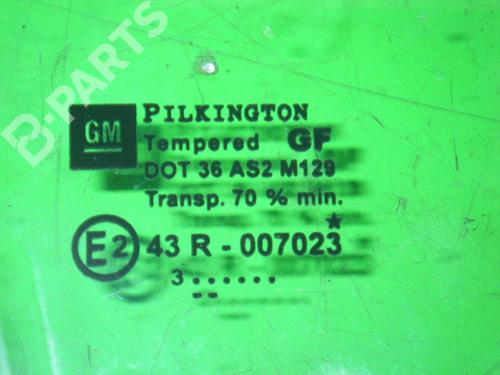 B-PARTS
GM PILKINGTON
Tempered GF
DOT 36 AS2 M129
Transp. 70 % min.
E2 43 R - 007023
3......
--